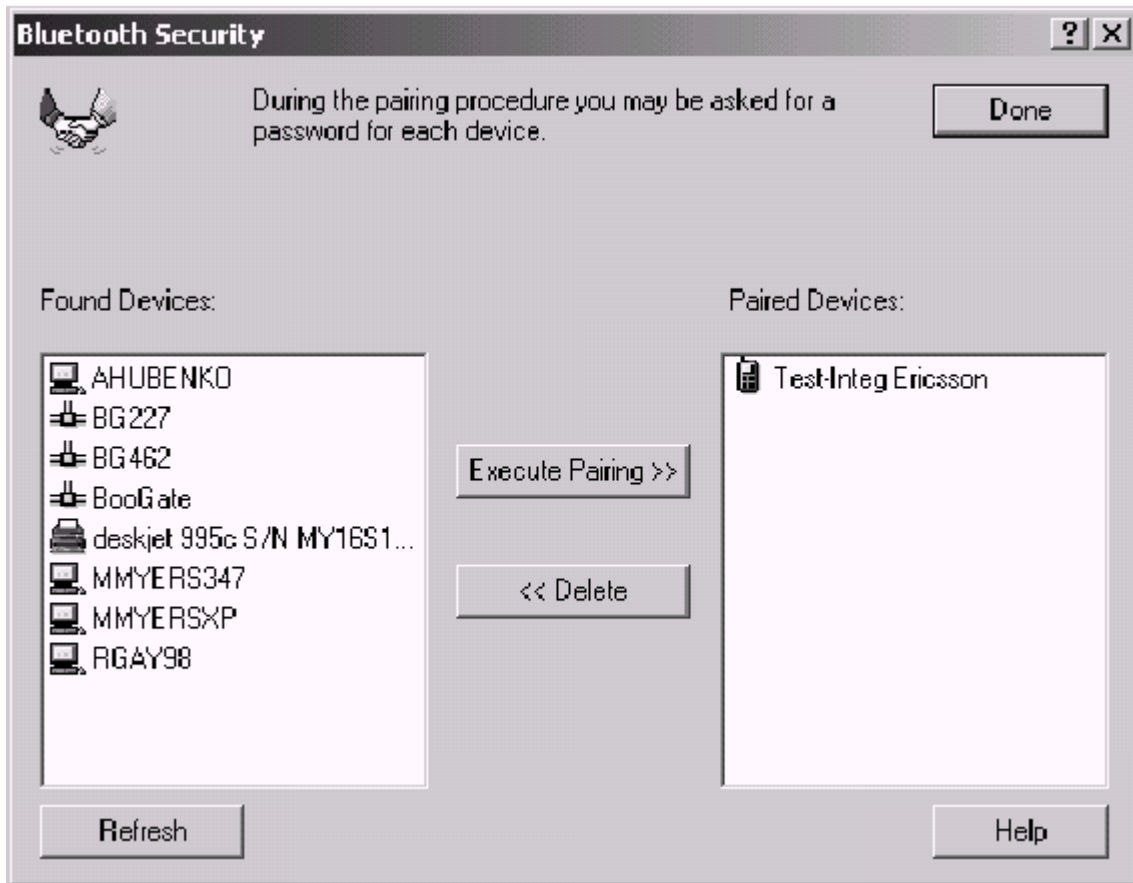 Bluetooth Security
During the pairing procedure you may be asked for a
password for each device.
Done
Found Devices:
Paired Devices:
AHUBENKO
BG227
BG462
BooGate
deskjet 995c S/N MY16S1...
MMYERS347
MMYERSXP
RGAY98
Execute Pairing >>
<< Delete
Test-Integ Ericsson
Refresh
Help